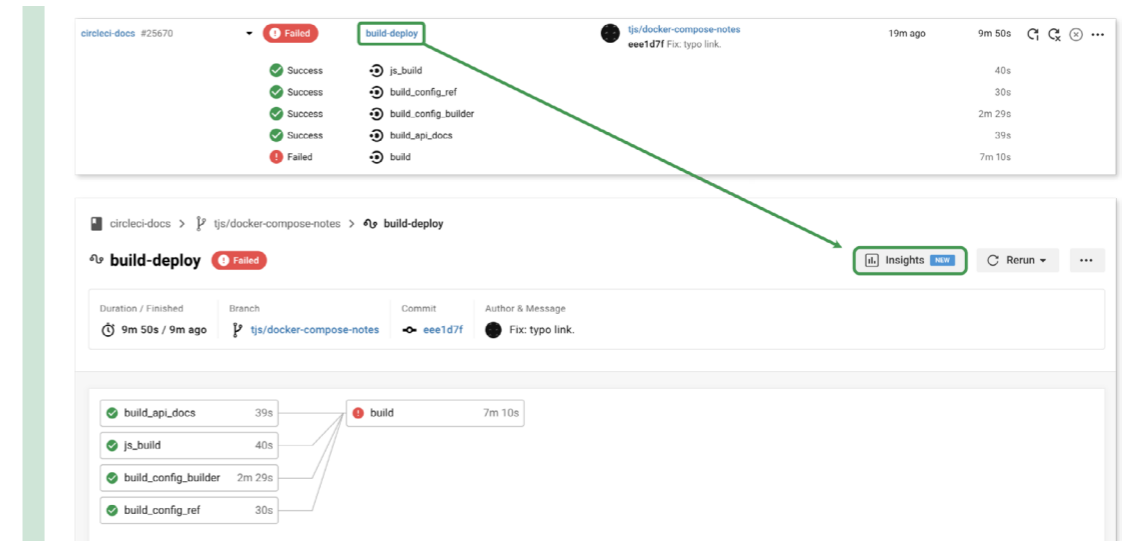 circleci-docs #25670 Failed build-deploy tjs/docker-compose-notes 19m ago 9m 50s
eee1d7f Fix: typo link.
Success js_build 40s
Success build_config_ref 30s
Success build_config_builder 2m 29s
Success build_api_docs 39s
Failed build 7m 10s
circleci-docs > tjs/docker-compose-notes > build-deploy
build-deploy Failed Insights NEW Rerun
Duration / Finished Branch Commit Author & Message
9m 50s / 9m ago tjs/docker-compose-notes eee1d7f Fix: typo link.
build_api_docs 39s build 7m 10s
js_build 40s
build_config_builder 2m 29s
build_config_ref 30s